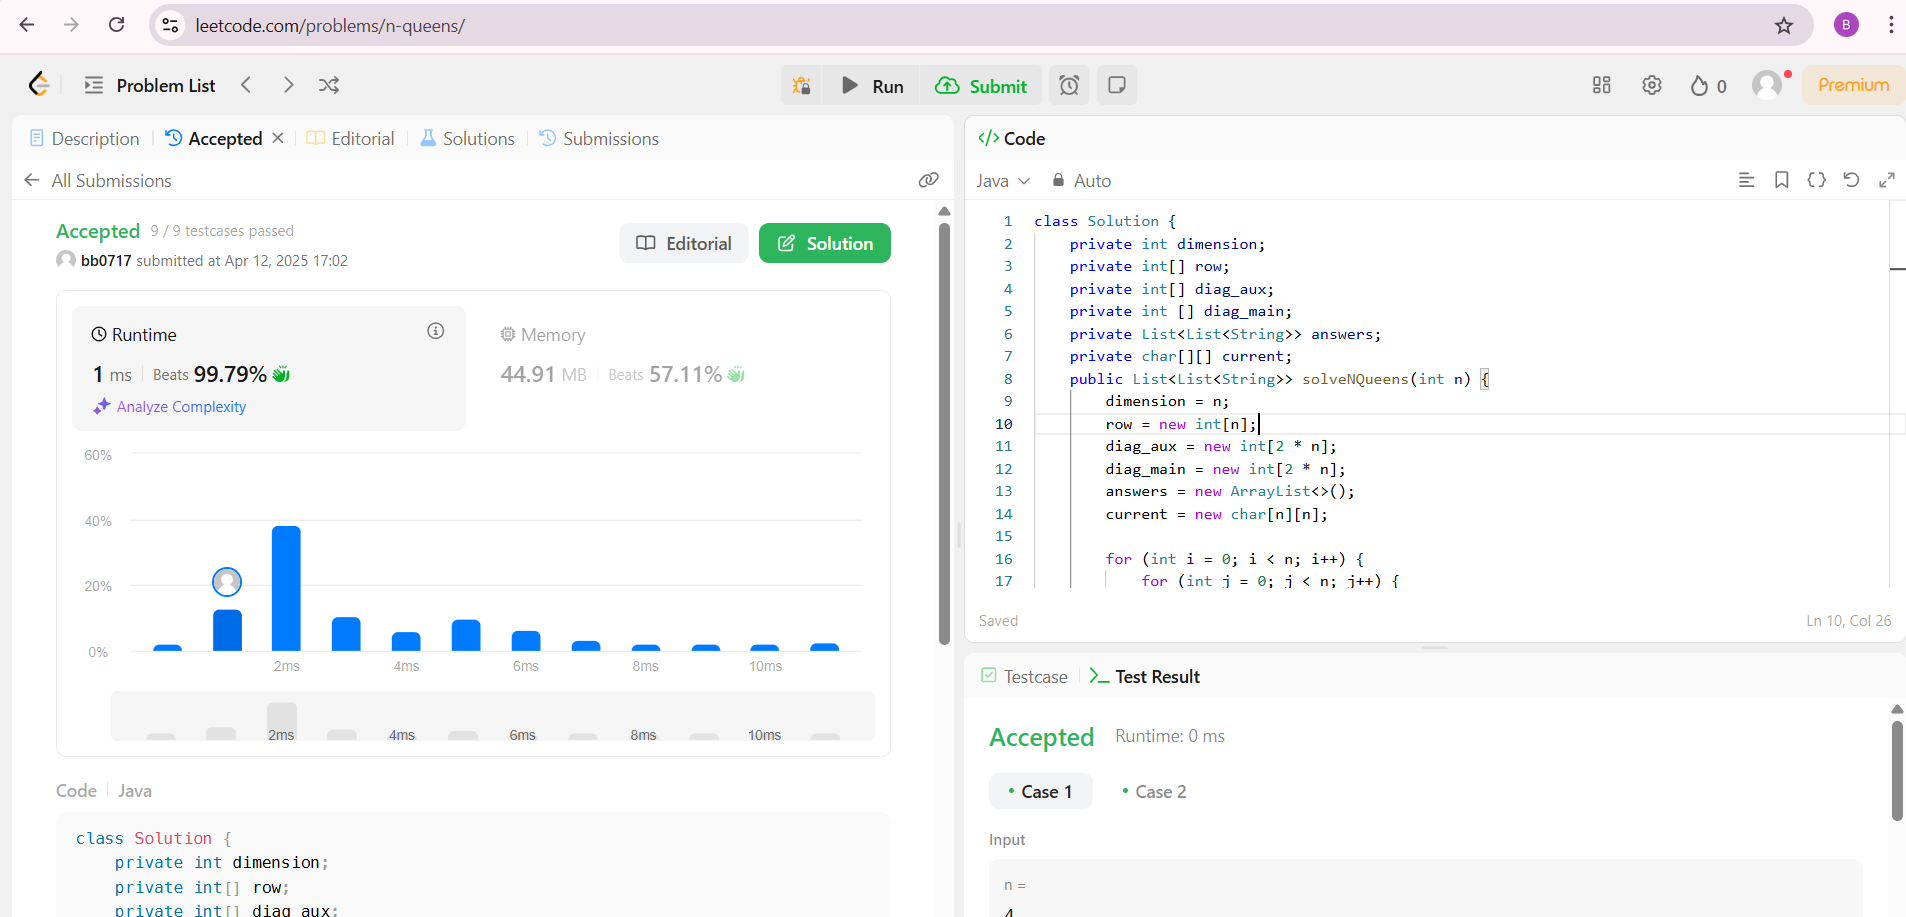 leetcode.com/problems/n-queens/
B
Problem List
Run
Submit
0
Premium
Description
Accepted
Editorial
Solutions
Submissions
All Submissions
Accepted 9 / 9 testcases passed
bb0717 submitted at Apr 12, 2025 17:02
Editorial
Solution
Runtime
1 ms Beats 99.79%
Analyze Complexity
Memory
44.91 MB Beats 57.11%
60%
40%
20%
0%
2ms 4ms 6ms 8ms 10ms
2ms 4ms 6ms 8ms 10ms
Code Java
class Solution {
private int dimension;
private int[] row;
private int[] diag_aux;
</> Code
Java Auto
1 class Solution {
2 private int dimension;
3 private int[] row;
4 private int[] diag_aux;
5 private int [] diag_main;
6 private List<List<String>> answers;
7 private char[][] current;
8 public List<List<String>> solveNQueens(int n) {
9 dimension = n;
10 row = new int[n];
11 diag_aux = new int[2 * n];
12 diag_main = new int[2 * n];
13 answers = new ArrayList<>();
14 current = new char[n][n];
15
16 for (int i = 0; i < n; i++) {
17 for (int j = 0; j < n; j++) {
Saved
Ln 10, Col 26
Testcase
Test Result
Accepted Runtime: 0 ms
Case 1
Case 2
Input
n =
4